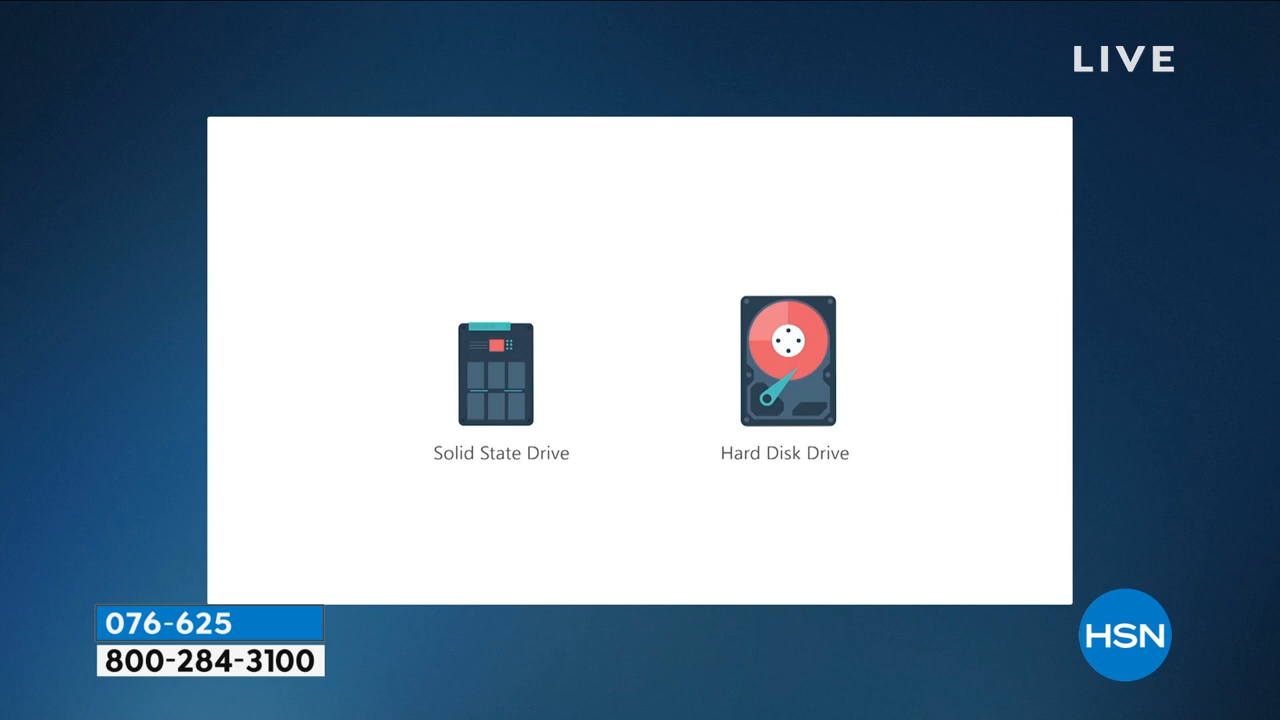 LIVE
Solid State Drive
Hard Disk Drive
076-625
800-284-3100
HSN